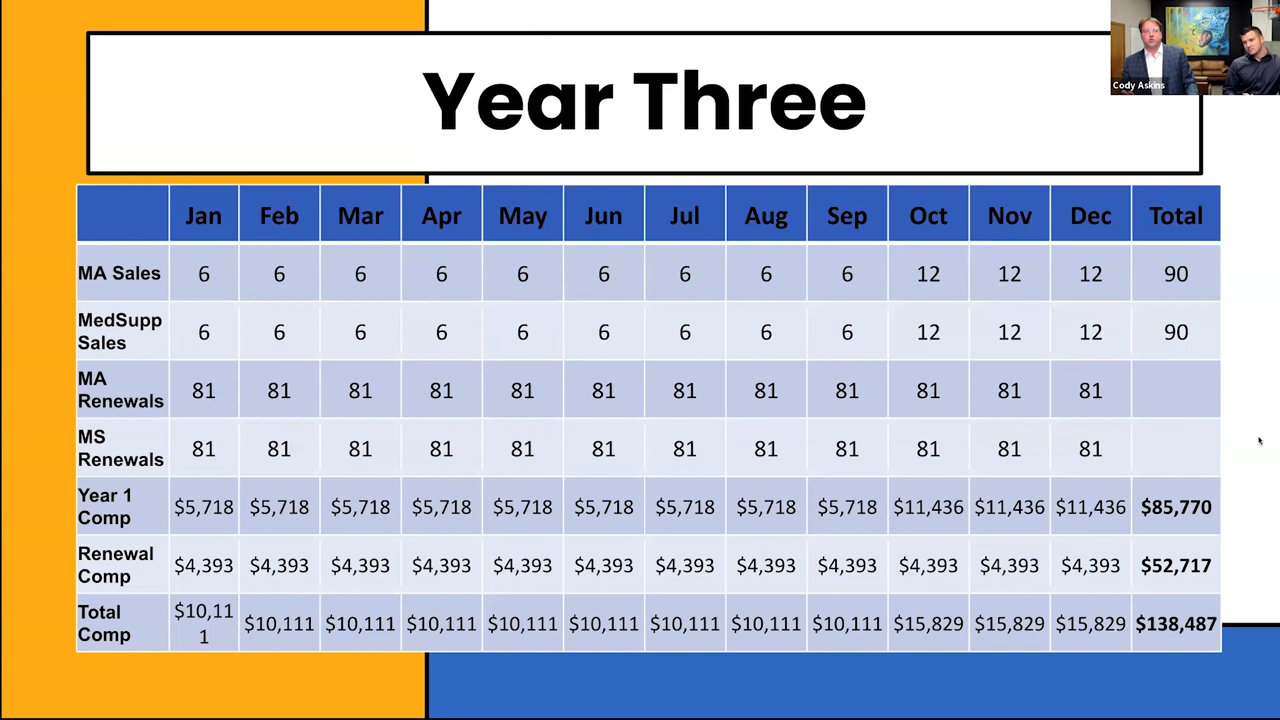 Cody Askins
Year Three
Jan Feb Mar Apr May Jun Jul Aug Sep Oct Nov Dec Total
MA Sales 6 6 6 6 6 6 6 6 6 12 12 12 90
MedSupp
Sales 6 6 6 6 6 6 6 6 6 12 12 12 90
MA
Renewals 81 81 81 81 81 81 81 81 81 81 81 81
MS
Renewals 81 81 81 81 81 81 81 81 81 81 81 81
Year 1
Comp $5,718 $5,718 $5,718 $5,718 $5,718 $5,718 $5,718 $5,718 $5,718 $11,436 $11,436 $11,436 $85,770
Renewal
Comp $4,393 $4,393 $4,393 $4,393 $4,393 $4,393 $4,393 $4,393 $4,393 $4,393 $4,393 $4,393 $52,717
Total
Comp $10,11
1 $10,111 $10,111 $10,111 $10,111 $10,111 $10,111 $10,111 $10,111 $15,829 $15,829 $15,829 $138,487